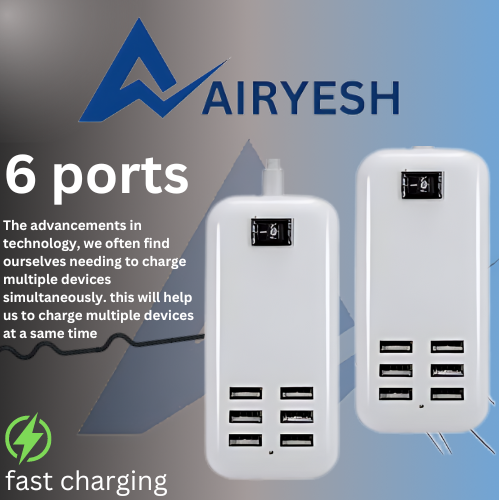 AIRYESH
6 ports
The advancements in
technology, we often find
ourselves needing to charge
multiple devices
simultaneously. this will help
us to charge multiple devices
at a same time
fast charging